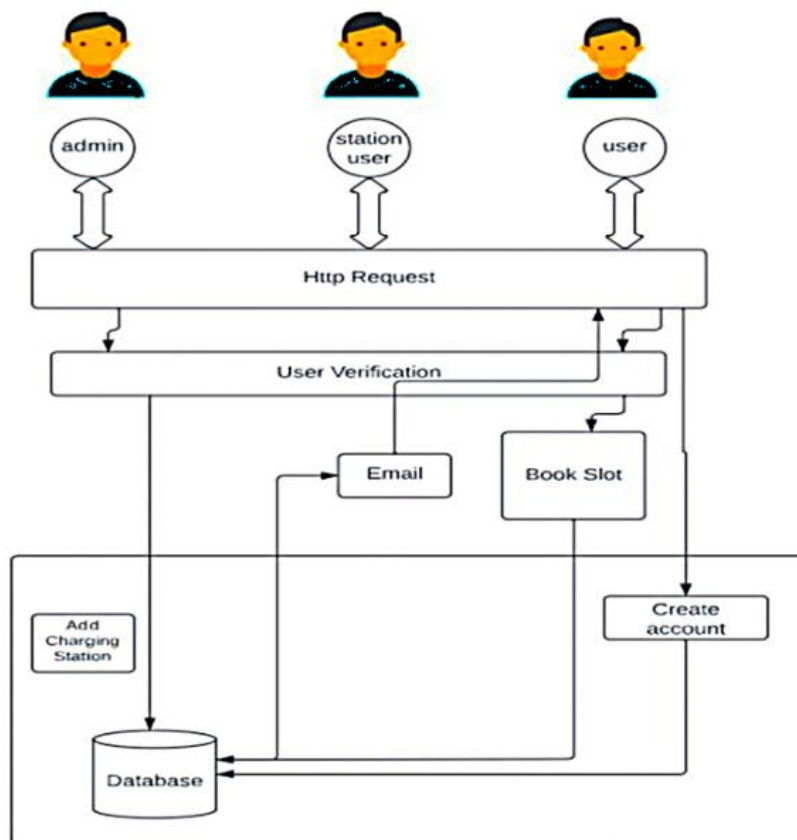 admin
station
user
user
Http Request
User Verification
Email
Book Slot
Add
Charging
Station
Create
account
Database